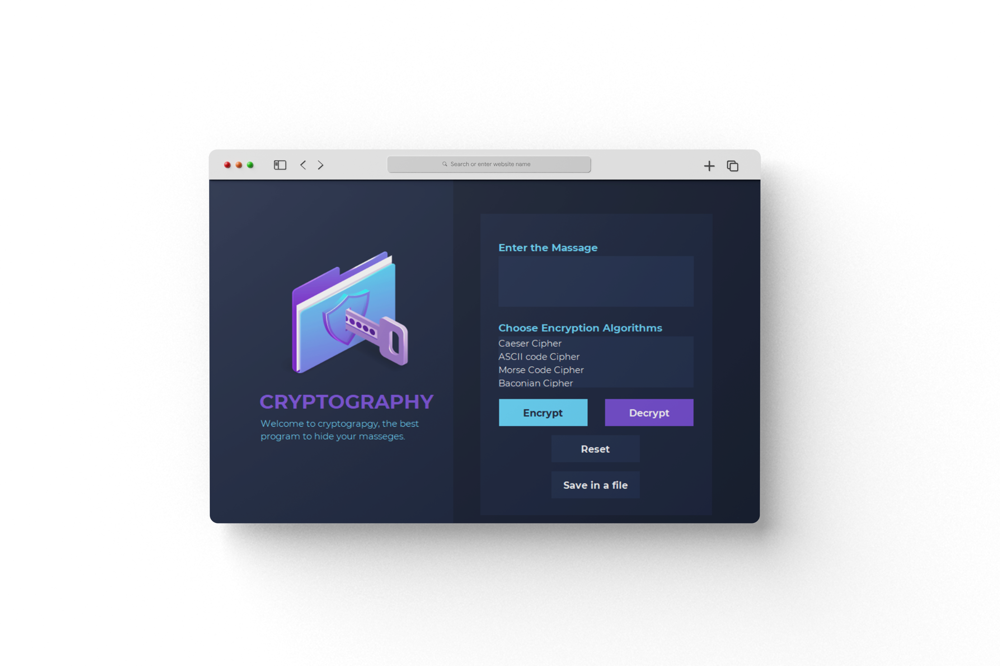 Search or enter website name
CRYPTOGRAPHY
Welcome to cryptograpgy, the best
program to hide your masseges.
Enter the Massage
Choose Encryption Algorithms
Caeser Cipher
ASCII code Cipher
Morse Code Cipher
Baconian Cipher
Encrypt
Decrypt
Reset
Save in a file